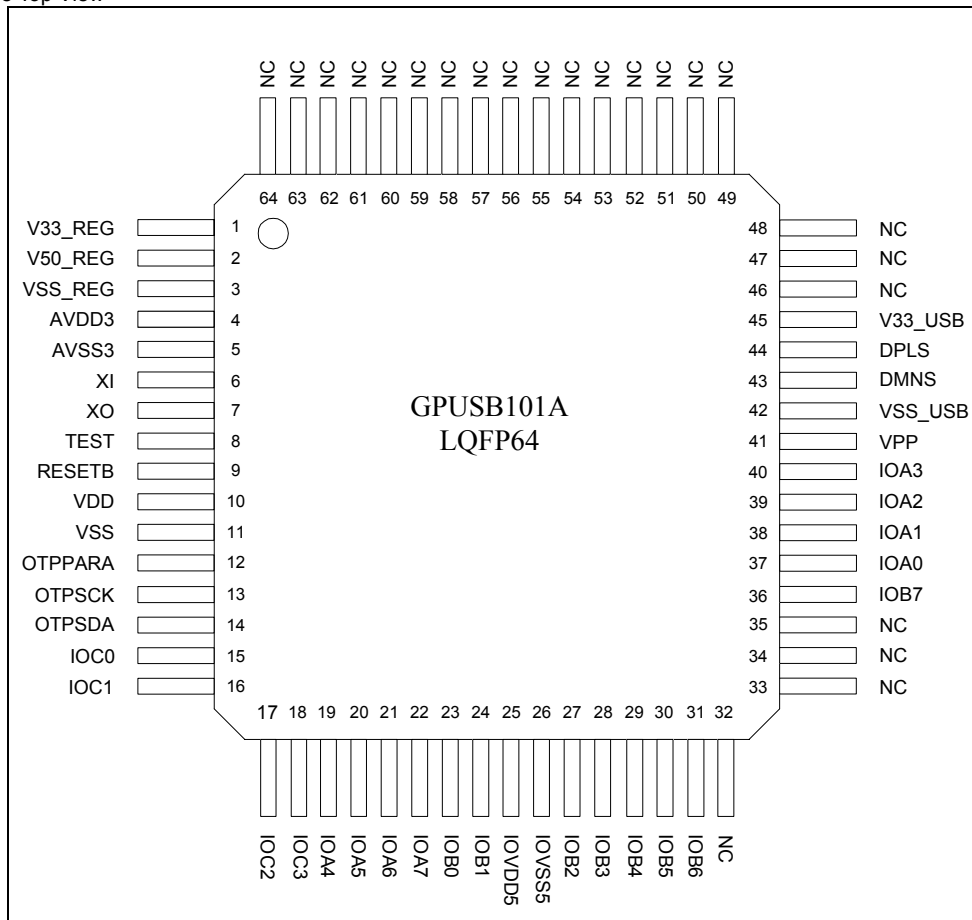 NC NC NC NC NC NC NC NC NC NC NC NC NC NC NC NC
64 63 62 61 60 59 58 57 56 55 54 53 52 51 50 49
V33_REG 1 48 NC
V50_REG 2 47 NC
VSS_REG 3 46 NC
AVDD3 4 45 V33_USB
AVSS3 5 44 DPLS
XI 6 43 DMNS
XO 7 42 VSS_USB
TEST 8 41 VPP
RESETB 9 40 IOA3
VDD 10 39 IOA2
VSS 11 38 IOA1
OTPPARA 12 37 IOA0
OTPSCK 13 36 IOB7
OTPSDA 14 35 NC
IOC0 15 34 NC
IOC1 16 33 NC
GPUSB101A
LQFP64
17 18 19 20 21 22 23 24 25 26 27 28 29 30 31 32
IOC2 IOC3 IOA4 IOA5 IOA6 IOA7 IOB0 IOB1 IOVDD5 IOVSS5 IOB2 IOB3 IOB4 IOB5 IOB6 NC